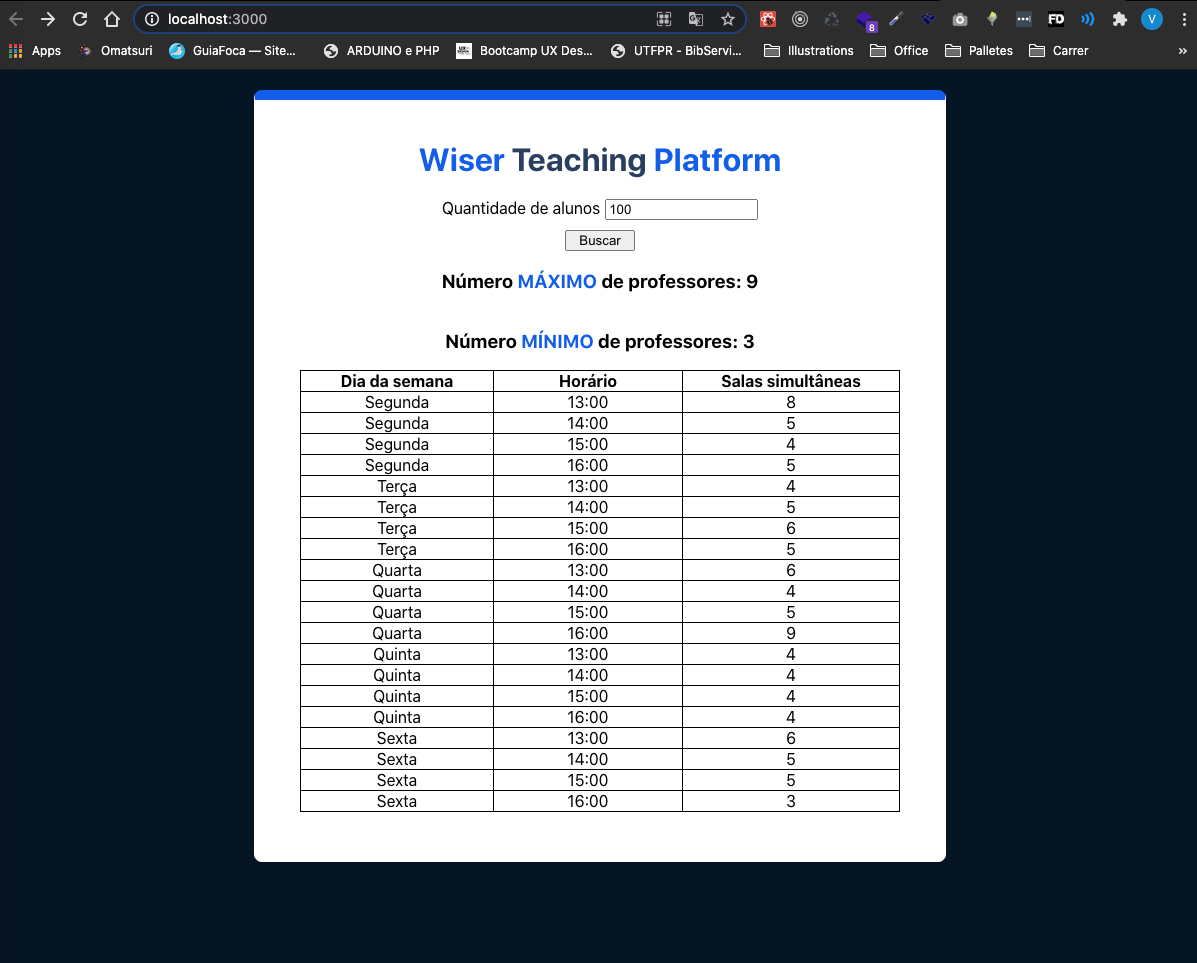 localhost:3000
8
FD
V
Apps Omatsuri GuiaFoca — Site... ARDUINO e PHP Bootcamp UX Des... UTFPR - BibServi... Illustrations Office Palletes Carrer »
Wiser Teaching Platform
Quantidade de alunos 100
Buscar
Número MÁXIMO de professores: 9
Número MÍNIMO de professores: 3
Dia da semana Horário Salas simultâneas
Segunda 13:00 8
Segunda 14:00 5
Segunda 15:00 4
Segunda 16:00 5
Terça 13:00 4
Terça 14:00 5
Terça 15:00 6
Terça 16:00 5
Quarta 13:00 6
Quarta 14:00 4
Quarta 15:00 5
Quarta 16:00 9
Quinta 13:00 4
Quinta 14:00 4
Quinta 15:00 4
Quinta 16:00 4
Sexta 13:00 6
Sexta 14:00 5
Sexta 15:00 5
Sexta 16:00 3